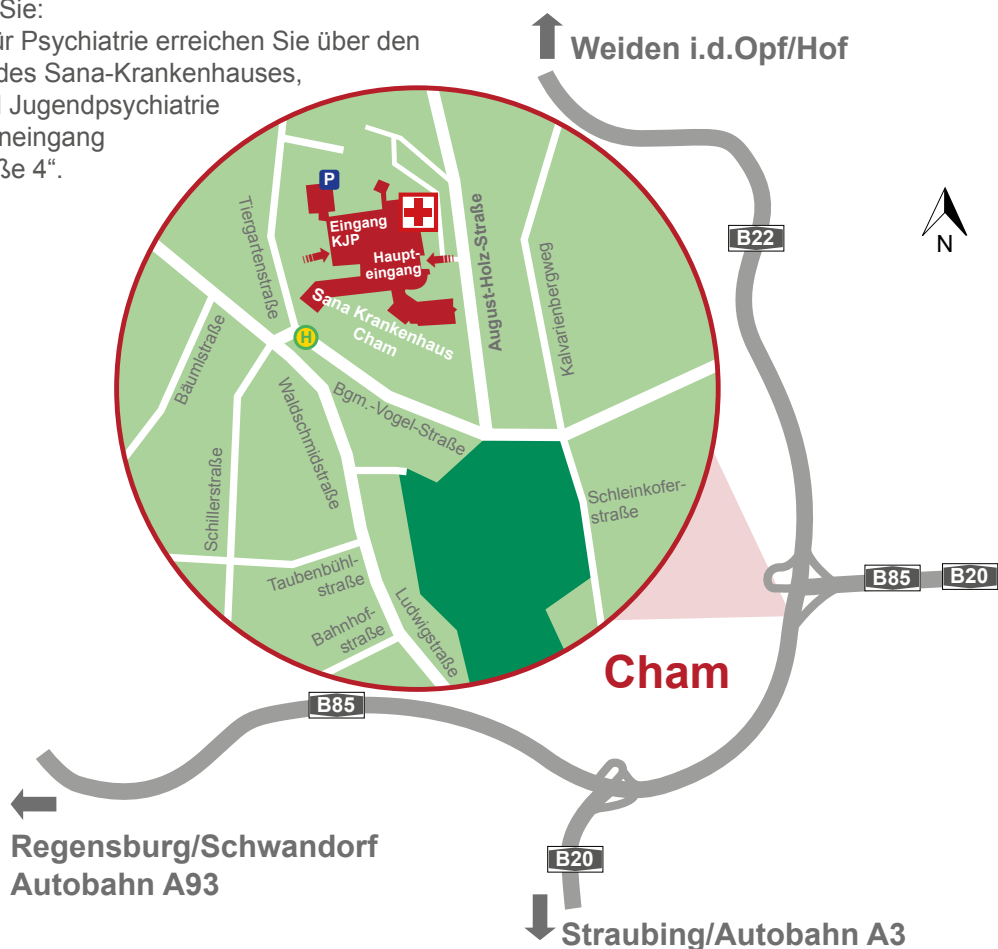 Sie:
ür Psychiatrie erreichen Sie über den
des Sana-Krankenhauses,
Jugendpsychiatrie
neingang
ße 4“.
Weiden i.d.Opf/Hof
B22
N
P
Eingang
KJP
Haupt-
eingang
Sana Krankenhaus
Cham
H
Tiergartenstraße
August-Holz-Straße
Kalvarienbergweg
Bäumlstraße
Waldschmidstraße
Bgm.-Vogel-Straße
Schillerstraße
Schleinkofer-
straße
Taubenbühl-
straße
Bahnhof-
straße
Ludwigstraße
B85
B20
Cham
B85
Regensburg/Schwandorf
Autobahn A93
B20
Straubing/Autobahn A3